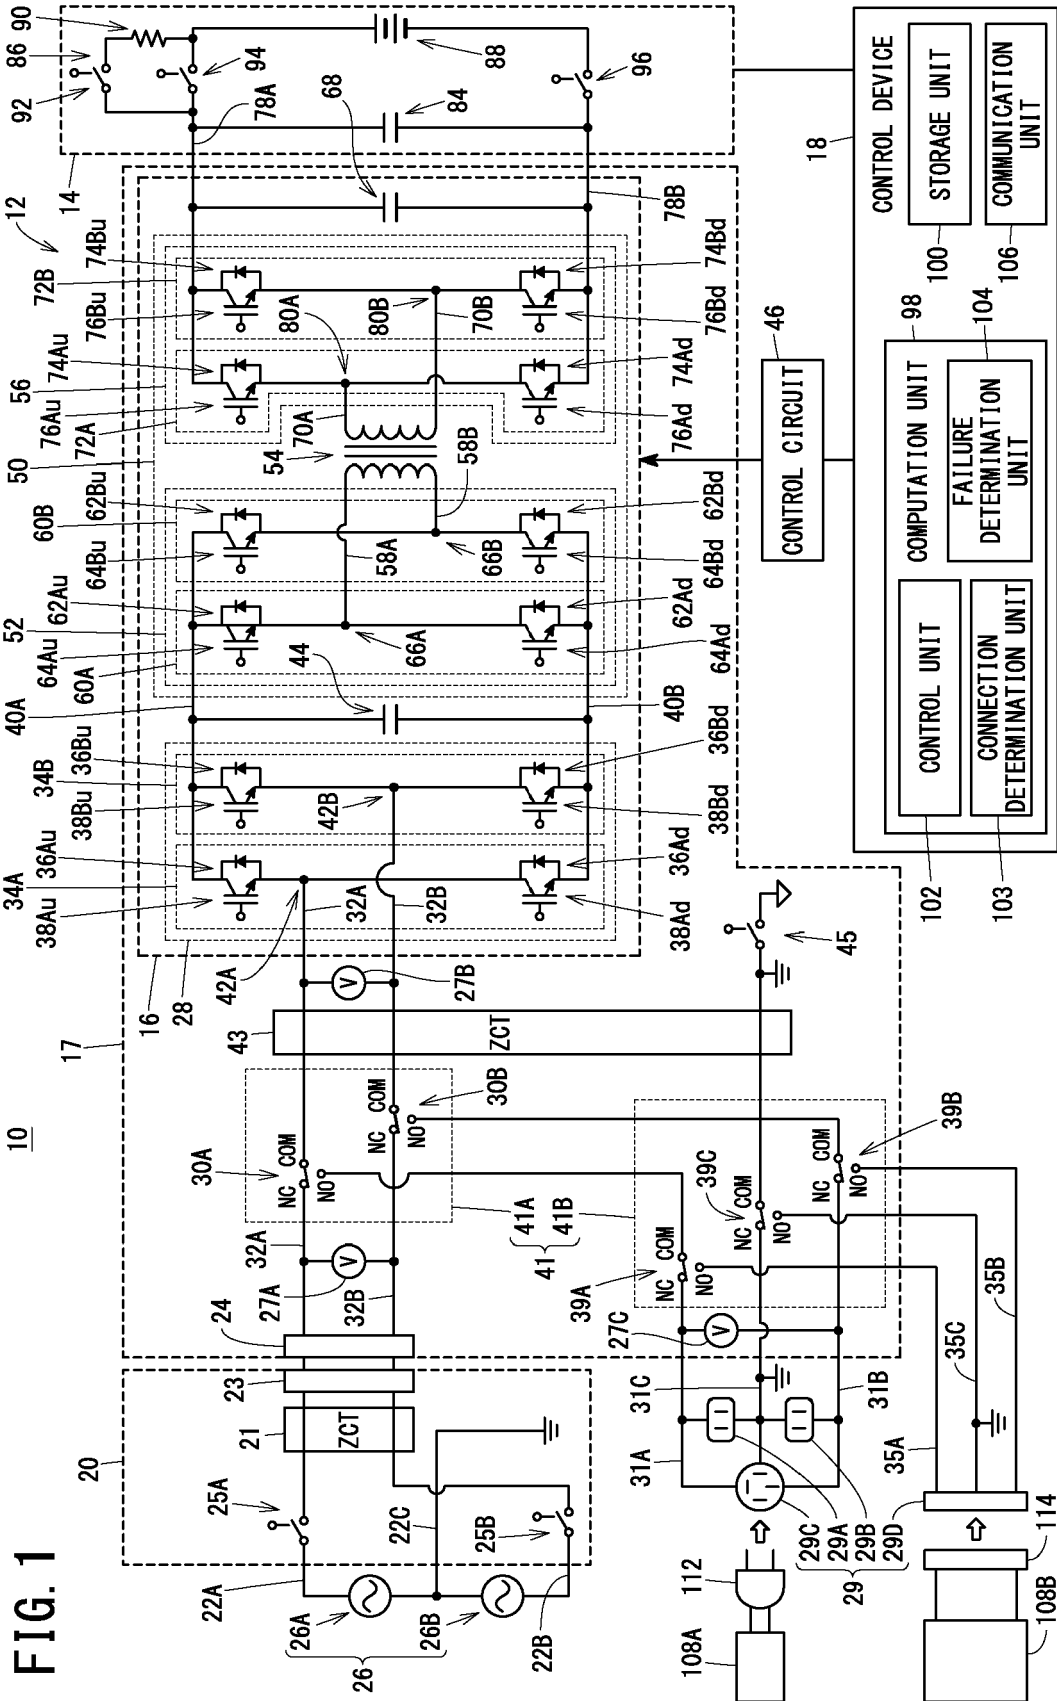 FIG. 1
10
12
14
16
17
18
20
21
ZCT
22A
22B
22C
23
24
25A
25B
26A
26B
26
27A
V
27B
V
27C
V
28
29C
29A
29B
29D
29
30A
NC
COM
NO
30B
NC
COM
NO
31A
31B
31C
32A
32B
32A
32B
34A
34B
35A
35B
35C
36Au
36Bu
36Ad
36Bd
38Au
38Bu
38Ad
38Bd
39A
NC
COM
NO
39B
NC
COM
NO
39C
NC
COM
NO
40A
40B
41A
41B
41
42A
42B
43
ZCT
44
45
46
CONTROL CIRCUIT
50
52
54
56
58A
58B
60A
60B
62Au
62Bu
62Ad
62Bd
64Au
64Bu
64Ad
64Bd
66A
66B
68
70A
70B
72A
72B
74Au
74Bu
74Ad
74Bd
76Au
76Bu
76Ad
76Bd
78A
78B
80A
80B
84
86
88
90
92
94
96
CONTROL DEVICE
98
COMPUTATION UNIT
100
STORAGE UNIT
102
CONTROL UNIT
103
CONNECTION
DETERMINATION UNIT
104
FAILURE
DETERMINATION
UNIT
106
COMMUNICATION
UNIT
108A
112
108B
114